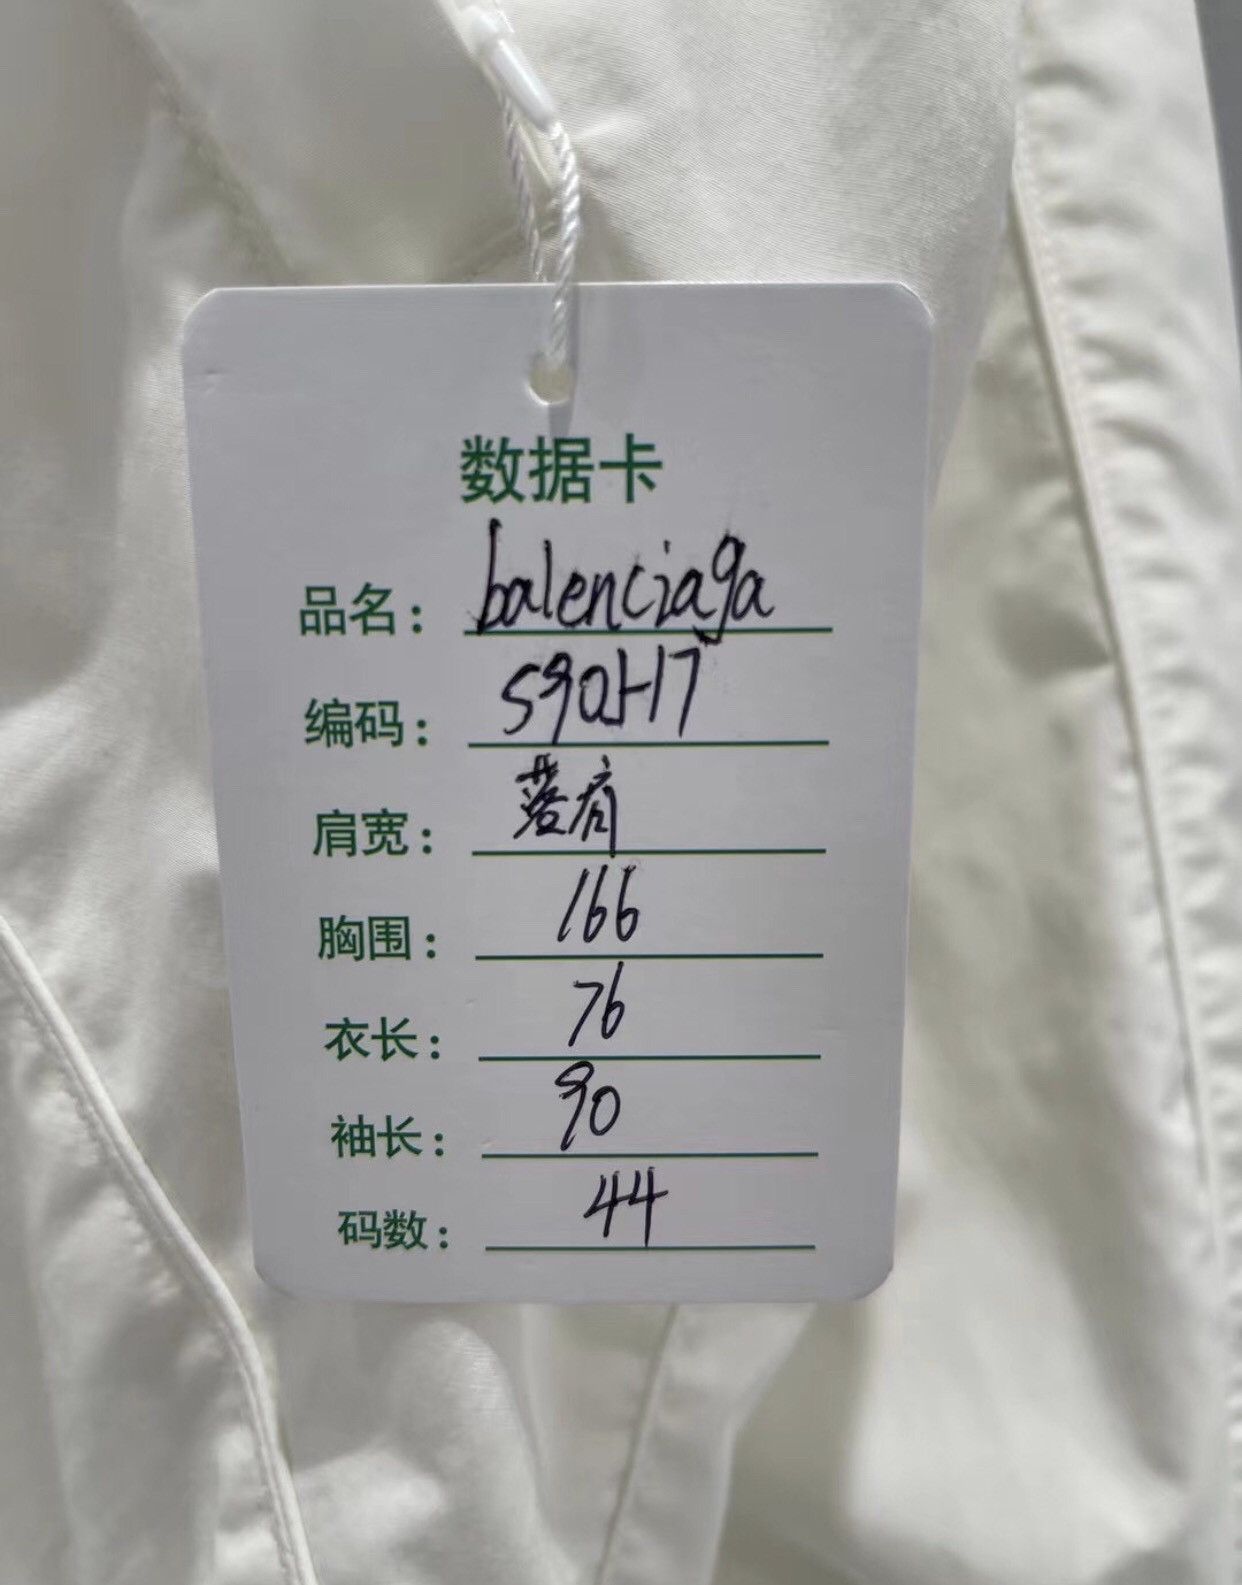 数据卡
品名: balenciaga
编码:
肩宽: 落肩
胸围: 166
衣长: 76
袖长: 90
码数: 44